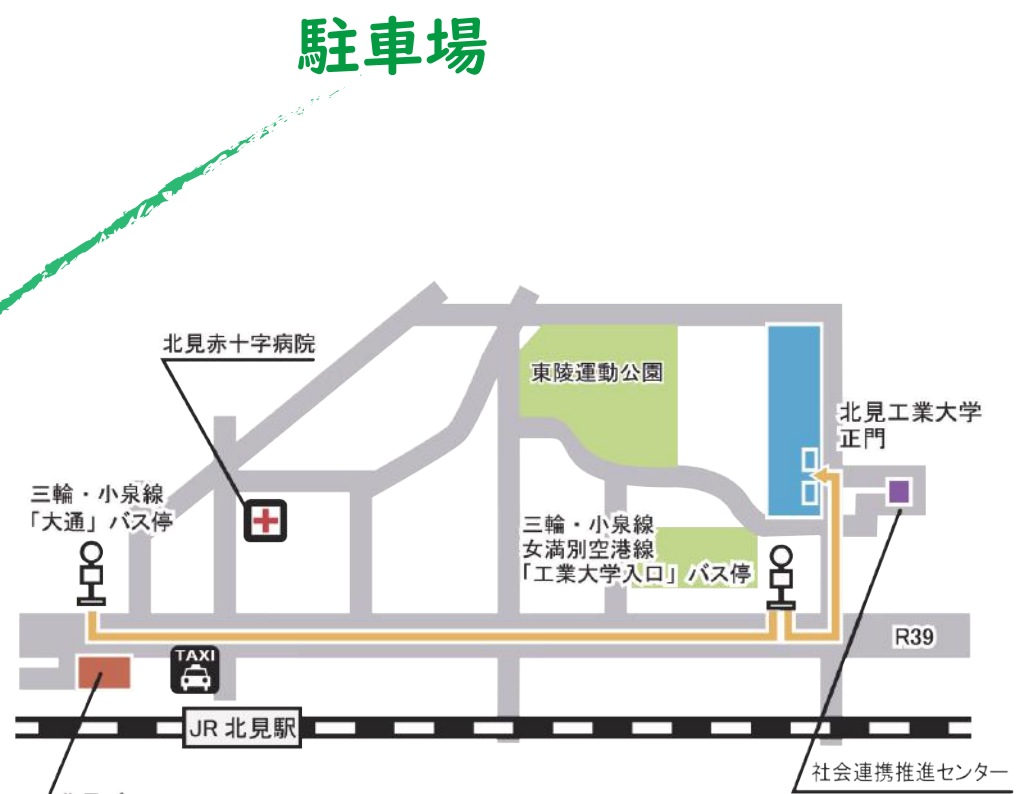 駐車場
北見赤十字病院
東陵運動公園
北見工業大学
正門
三輪・小泉線
「大通」バス停
三輪・小泉線
女満別空港線
「工業大学入口」バス停
R39
TAXI
JR 北見駅
社会連携推進センター